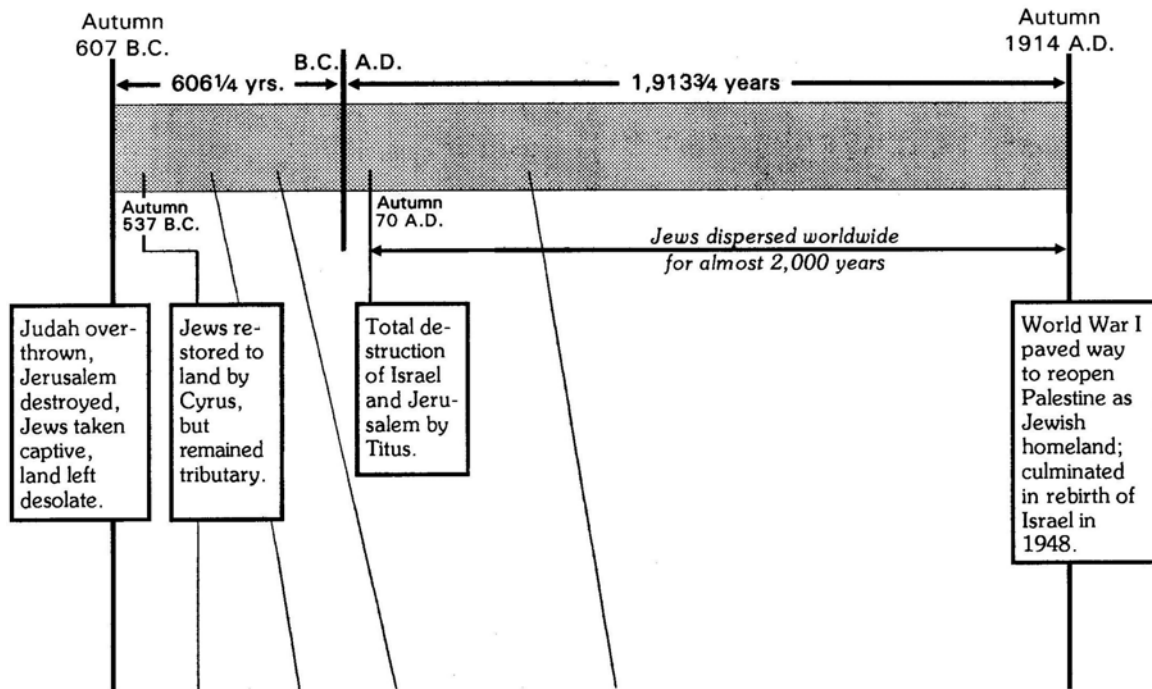 Autumn
607 B.C.
Autumn
1914 A.D.
B.C. A.D.
606¼ yrs.
1,913¾ years
Autumn
537 B.C.
Autumn
70 A.D.
Jews dispersed worldwide
for almost 2,000 years
Judah over-
thrown,
Jerusalem
destroyed,
Jews taken
captive,
land left
desolate.
Jews re-
stored to
land by
Cyrus,
but
remained
tributary.
Total de-
struction
of Israel
and Jeru-
salem by
Titus.
World War I
paved way
to reopen
Palestine as
Jewish
homeland;
culminated
in rebirth of
Israel in
1948.